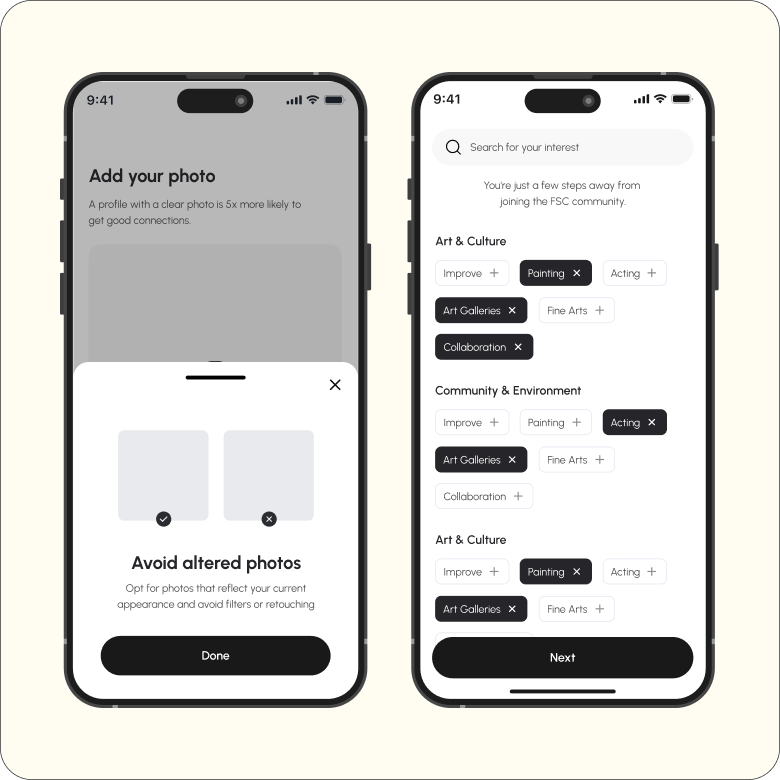 9:41
Add your photo
A profile with a clear photo is 5x more likely to
get good connections.
Avoid altered photos
Opt for photos that reflect your current
appearance and avoid filters or retouching
Done
9:41
Search for your interest
You're just a few steps away from
joining the FSC community.
Art & Culture
Improve Painting Acting
Art Galleries Fine Arts
Collaboration
Community & Environment
Improve Painting Acting
Art Galleries Fine Arts
Collaboration
Art & Culture
Improve Painting Acting
Art Galleries Fine Arts
Next